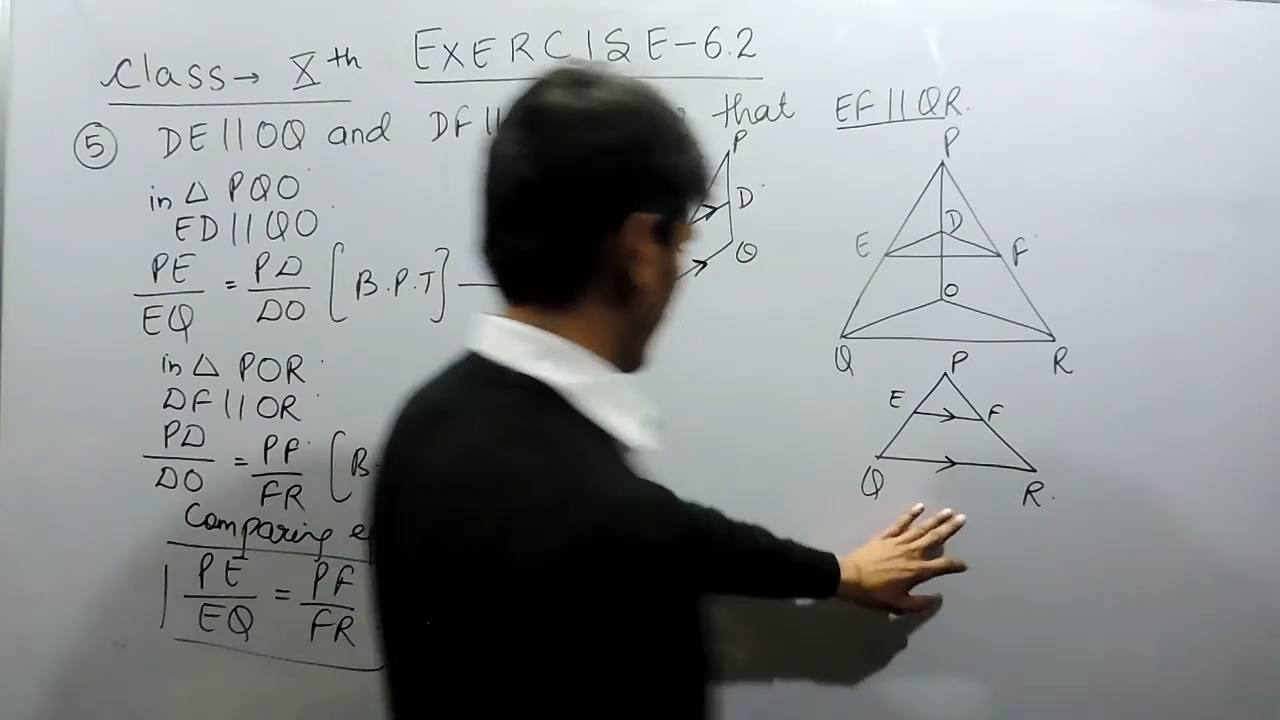 Class → Xth EXERCISE-6.2
⑤ DE||OQ and DF|| that EF||QR.
in △ PQO
ED||QO
PE/EQ = PD/DO [B.P.T]
in △ POR
DF||OR
PD/DO = PF/FR [B.
Comparing
PE/EQ = PF/FR
P
D
O
P
D
E
F
O
Q
R
P
E
F
Q
R.